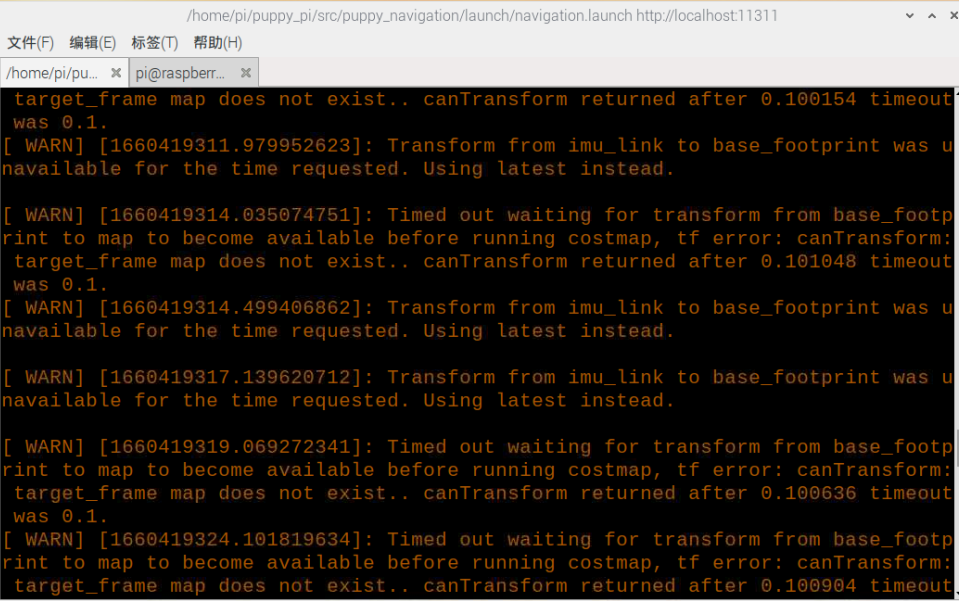 /home/pi/puppy_pi/src/puppy_navigation/launch/navigation.launch http://localhost:11311
文件(F) 编辑(E) 标签(T) 帮助(H)
/home/pi/pu... pi@raspberr...
target_frame map does not exist.. canTransform returned after 0.100154 timeout
was 0.1.
[ WARN] [1660419311.979952623]: Transform from imu_link to base_footprint was u
navailable for the time requested. Using latest instead.
[ WARN] [1660419314.035074751]: Timed out waiting for transform from base_footp
rint to map to become available before running costmap, tf error: canTransform:
target_frame map does not exist.. canTransform returned after 0.101048 timeout
was 0.1.
[ WARN] [1660419314.499406862]: Transform from imu_link to base_footprint was u
navailable for the time requested. Using latest instead.
[ WARN] [1660419317.139620712]: Transform from imu_link to base_footprint was u
navailable for the time requested. Using latest instead.
[ WARN] [1660419319.069272341]: Timed out waiting for transform from base_footp
rint to map to become available before running costmap, tf error: canTransform:
target_frame map does not exist.. canTransform returned after 0.100636 timeout
was 0.1.
[ WARN] [1660419324.101819634]: Timed out waiting for transform from base_footp
rint to map to become available before running costmap, tf error: canTransform:
target_frame map does not exist.. canTransform returned after 0.100904 timeout